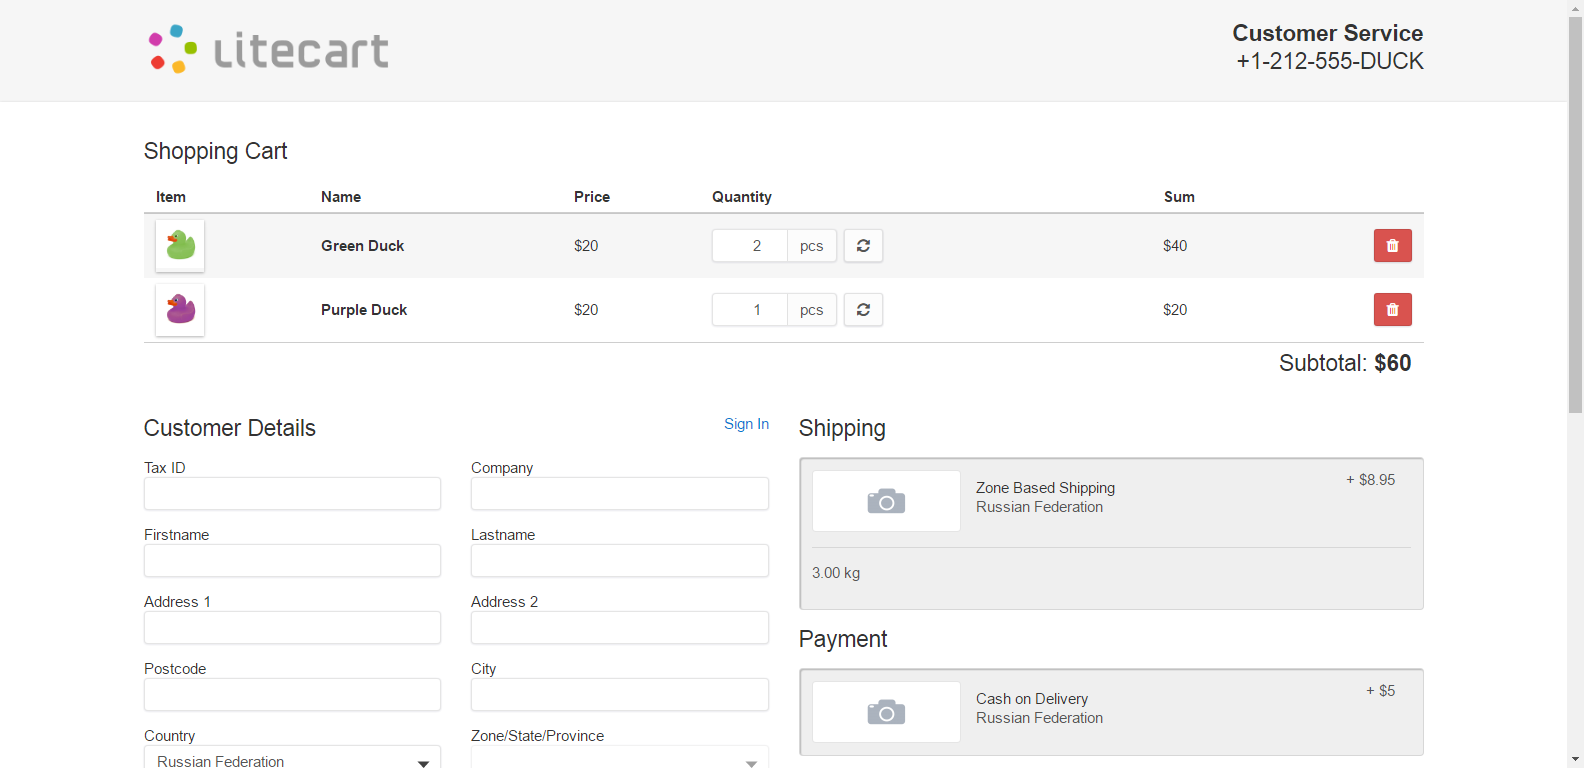 litecart
Customer Service
+1-212-555-DUCK
Shopping Cart
Item Name Price Quantity Sum
Green Duck $20 2 pcs $40
Purple Duck $20 1 pcs $20
Subtotal: $60
Customer Details Sign In
Tax ID Company
Firstname Lastname
Address 1 Address 2
Postcode City
Country Zone/State/Province
Russian Federation
Shipping
Zone Based Shipping + $8.95
Russian Federation
3.00 kg
Payment
Cash on Delivery + $5
Russian Federation